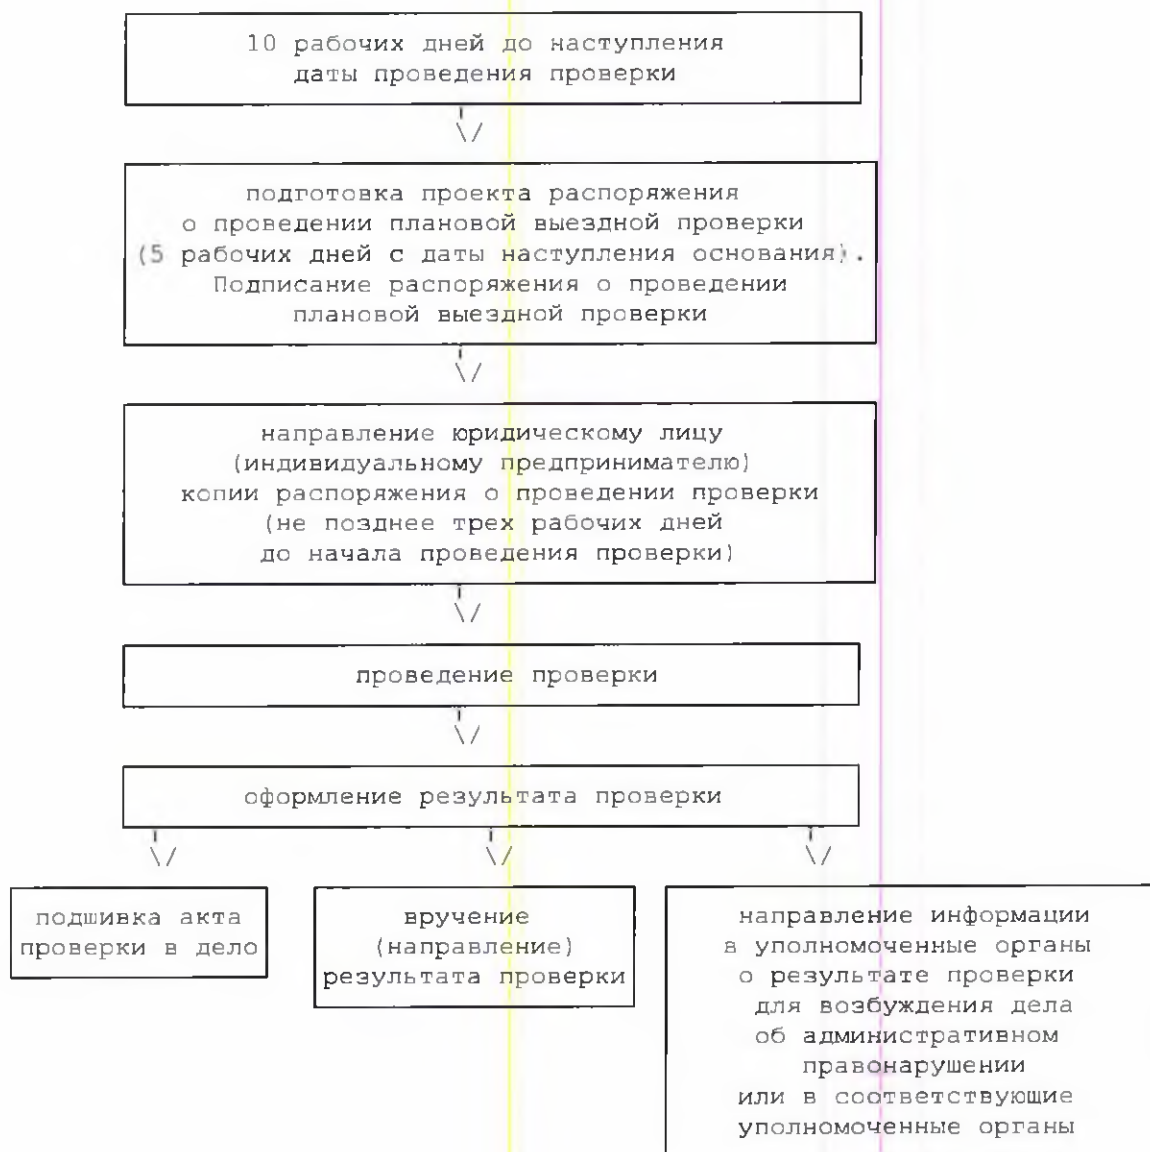 10 рабочих дней до наступления
даты проведения проверки
подготовка проекта распоряжения
о проведении плановой выездной проверки
(5 рабочих дней с даты наступления основания).
Подписание распоряжения о проведении
плановой выездной проверки
направление юридическому лицу
(индивидуальному предпринимателю)
копии распоряжения о проведении проверки
(не позднее трех рабочих дней
до начала проведения проверки)
проведение проверки
оформление результата проверки
подшивка акта
проверки в дело
вручение
(направление)
результата проверки
направление информации
в уполномоченные органы
о результате проверки
для возбуждения дела
об административном
правонарушении
или в соответствующие
уполномоченные органы